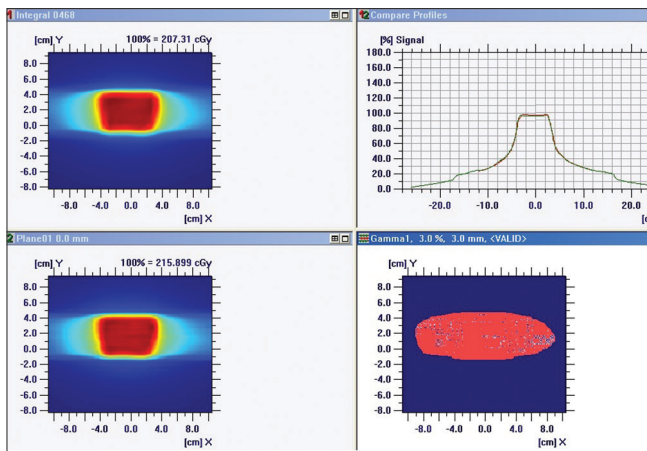 1 Integral 0468
[cm] Y 100% = 207.31 cGy
8.0
6.0
4.0
2.0
0.0
-2.0
-4.0
-6.0
-8.0
-8.0 -4.0 0.0 4.0 8.0
[cm] X
12 Compare Profiles
[%] Signal
180.0
160.0
140.0
120.0
100.0
80.0
60.0
40.0
20.0
0.0
-20.0 -10.0 0.0 10.0 20.0
2 Plane01 0.0 mm
[cm] Y 100% = 215.899 cGy
8.0
6.0
4.0
2.0
0.0
-2.0
-4.0
-6.0
-8.0
-8.0 -4.0 0.0 4.0 8.0
[cm] X
Gamma1, 3.0 %, 3.0 mm, <VALID>
[cm] Y
8.0
6.0
4.0
2.0
0.0
-2.0
-4.0
-6.0
-8.0
-8.0 -4.0 0.0 4.0 8.0
[cm] X